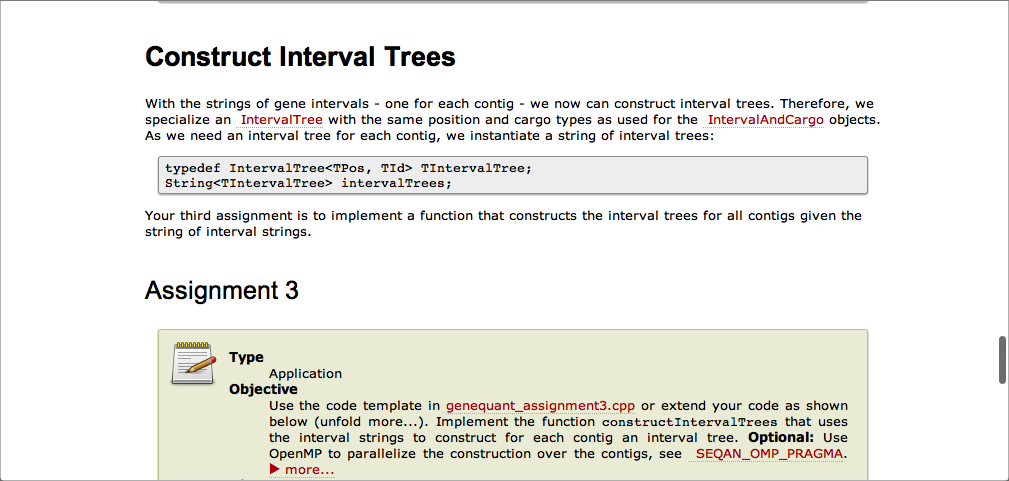 Construct Interval Trees
With the strings of gene intervals - one for each contig - we now can construct interval trees. Therefore, we
specialize an IntervalTree with the same position and cargo types as used for the IntervalAndCargo objects.
As we need an interval tree for each contig, we instantiate a string of interval trees:
typedef IntervalTree<TPos, TId> TIntervalTree;
String<TIntervalTree> intervalTrees;
Your third assignment is to implement a function that constructs the interval trees for all contigs given the
string of interval strings.
Assignment 3
Type
Application
Objective
Use the code template in genequant_assignment3.cpp or extend your code as shown
below (unfold more...). Implement the function constructIntervalTrees that uses
the interval strings to construct for each contig an interval tree. Optional: Use
OpenMP to parallelize the construction over the contigs, see SEQAN_OMP_PRAGMA.
▶ more...